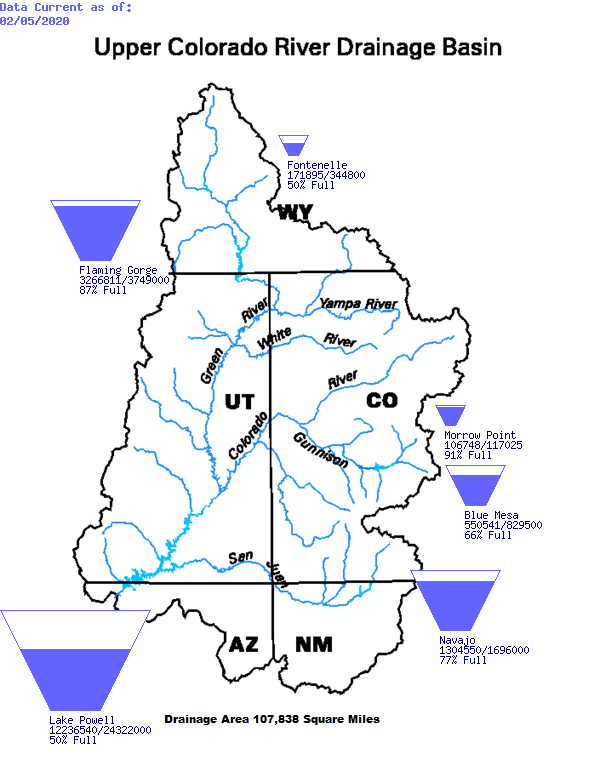 Data Current as of:
02/05/2020
Upper Colorado River Drainage Basin
Fontenelle
171895/344800
50% Full
WY
Flaming Gorge
3266811/3749000
87% Full
River
Yampa River
White
River
Green
River
UT
CO
Colorado
Gunnison
Morrow Point
106748/117025
91% Full
Blue Mesa
550541/829500
66% Full
San
Juan
Navajo
1304550/1696000
77% Full
AZ
NM
Lake Powell
12236540/24322000
50% Full
Drainage Area 107,838 Square Miles